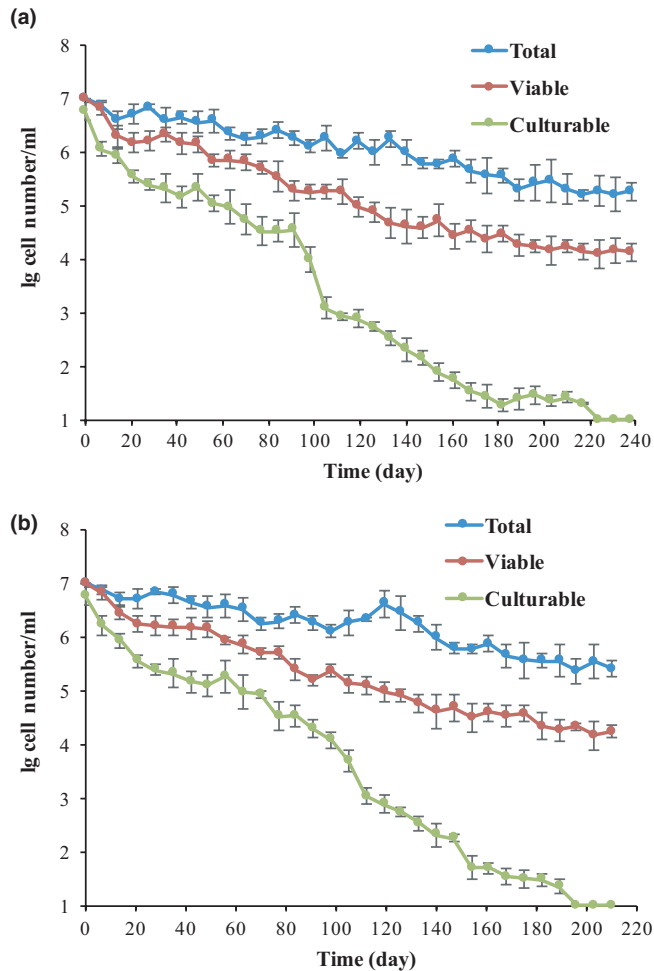 (a)
8
7
6
5
4
3
2
1
lg cell number/ml
Total
Viable
Culturable
0 20 40 60 80 100 120 140 160 180 200 220 240
Time (day)
(b)
8
7
6
5
4
3
2
1
lg cell number/ml
Total
Viable
Culturable
0 20 40 60 80 100 120 140 160 180 200 220
Time (day)